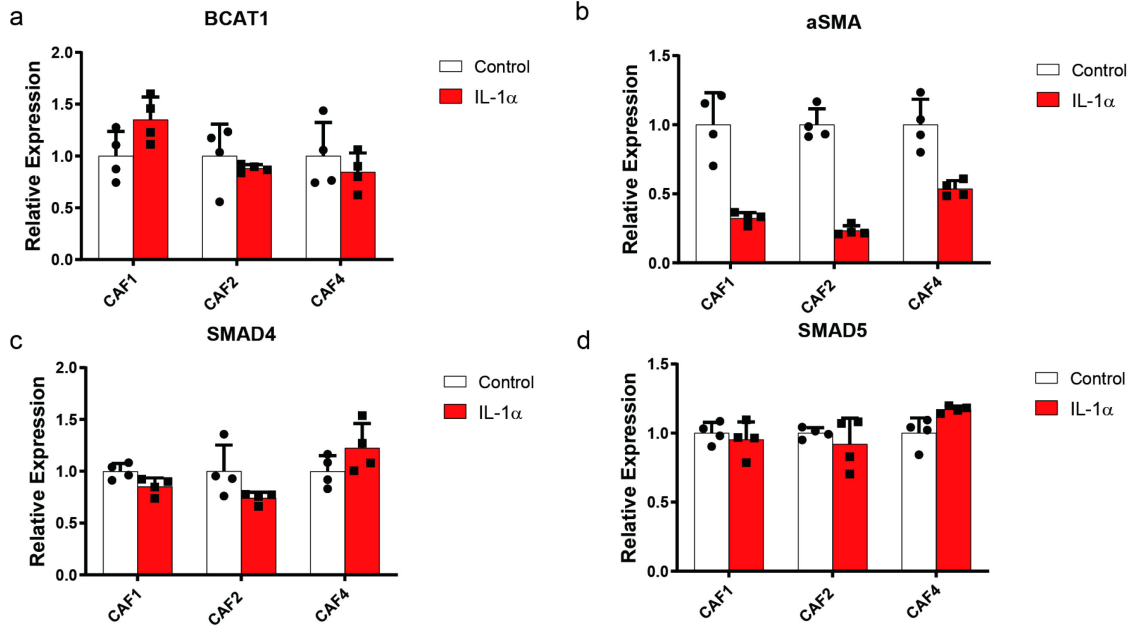 a
BCAT1
Relative Expression
2.0
1.5
1.0
0.5
0.0
CAF1
CAF2
CAF4
Control
IL-1α
b
aSMA
Relative Expression
1.5
1.0
0.5
0.0
CAF1
CAF2
CAF4
Control
IL-1α
c
SMAD4
Relative Expression
2.0
1.5
1.0
0.5
0.0
CAF1
CAF2
CAF4
Control
IL-1α
d
SMAD5
Relative Expression
1.5
1.0
0.5
0.0
CAF1
CAF2
CAF4
Control
IL-1α